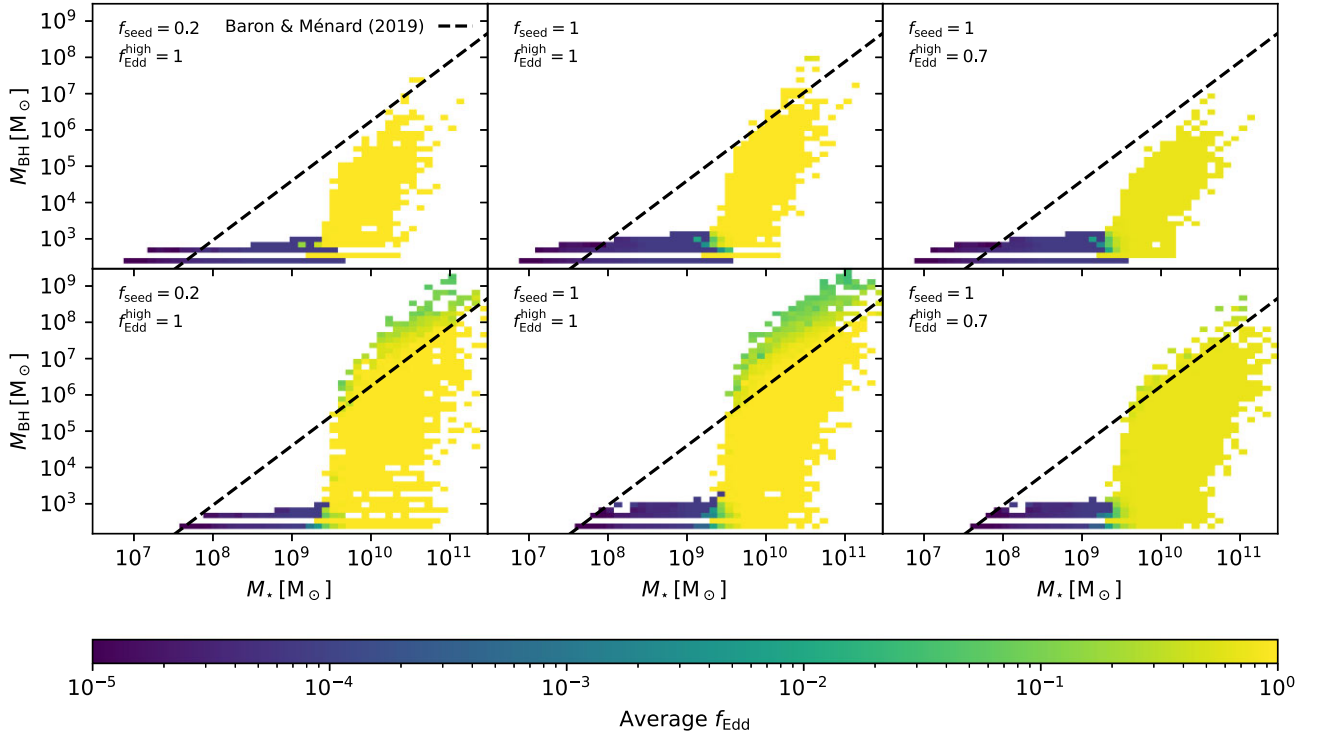 f_seed = 0.2 Baron & Ménard (2019)
f_Edd^high = 1
f_seed = 1
f_Edd^high = 1
f_seed = 1
f_Edd^high = 0.7
10^9
10^8
10^7
10^6
10^5
10^4
10^3
M_BH [M_⊙]
f_seed = 0.2
f_Edd^high = 1
f_seed = 1
f_Edd^high = 1
f_seed = 1
f_Edd^high = 0.7
10^9
10^8
10^7
10^6
10^5
10^4
10^3
M_BH [M_⊙]
10^7 10^8 10^9 10^10 10^11 10^7 10^8 10^9 10^10 10^11 10^7 10^8 10^9 10^10 10^11
M_⋆ [M_⊙] M_⋆ [M_⊙] M_⋆ [M_⊙]
10^−5 10^−4 10^−3 10^−2 10^−1 10^0
Average f_Edd